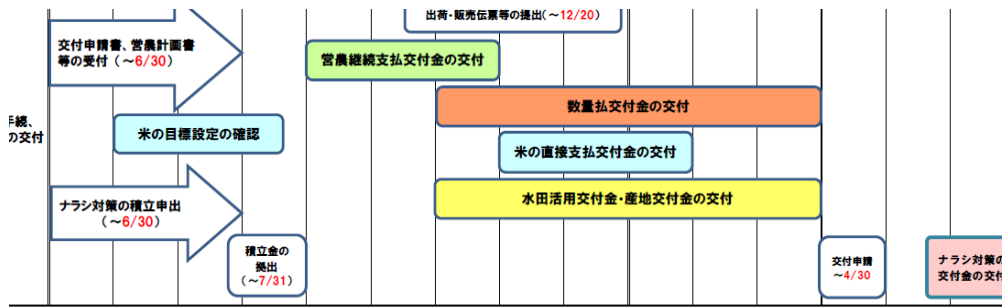 出荷・販売伝票等の提出(～12/20)
交付申請書、営農計画書
等の受付（～6/30）
営農継続支払交付金の交付
数量払交付金の交付
手続、
の交付
米の目標設定の確認
米の直接支払交付金の交付
水田活用交付金・産地交付金の交付
ナラシ対策の積立申出
（～6/30）
積立金の
拠出
（～7/31）
交付申請
～4/30
ナラシ対策の
交付金の交付